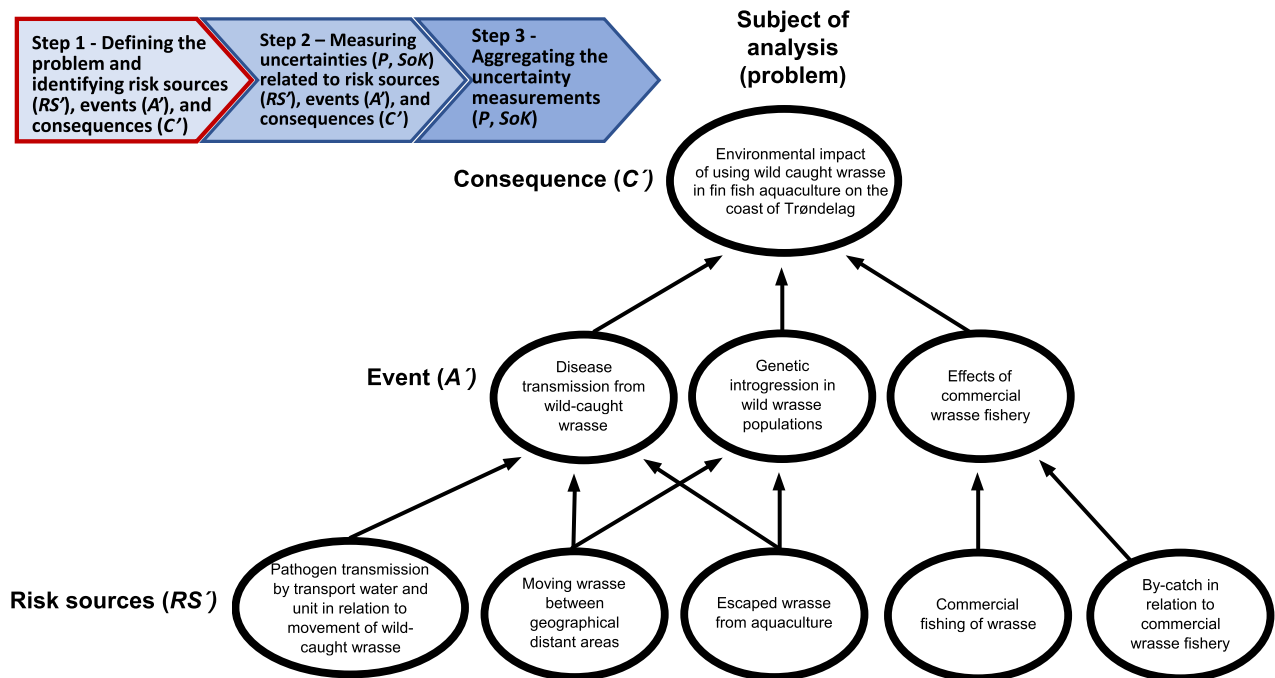 Step 1 - Defining the
problem and
identifying risk sources
(RS′), events (A′), and
consequences (C′)
Step 2 – Measuring
uncertainties (P, SoK)
related to risk sources
(RS′), events (A′), and
consequences (C′)
Step 3 -
Aggregating the
uncertainty
measurements
(P, SoK)
Subject of
analysis
(problem)
Consequence (C´)
Environmental impact
of using wild caught wrasse
in fin fish aquaculture on the
coast of Trøndelag
Event (A´)
Disease
transmission from
wild-caught
wrasse
Genetic
introgression in
wild wrasse
populations
Effects of
commercial
wrasse fishery
Risk sources (RS´)
Pathogen transmission
by transport water and
unit in relation to
movement of wild-
caught wrasse
Moving wrasse
between
geographical
distant areas
Escaped wrasse
from aquaculture
Commercial
fishing of wrasse
By-catch in
relation to
commercial
wrasse fishery